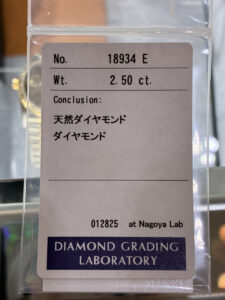 No. 18934 E
Wt. 2.50 ct.
Conclusion:
天然ダイヤモンド
ダイヤモンド
012825 at Nagoya Lab
DIAMOND GRADING
LABORATORY